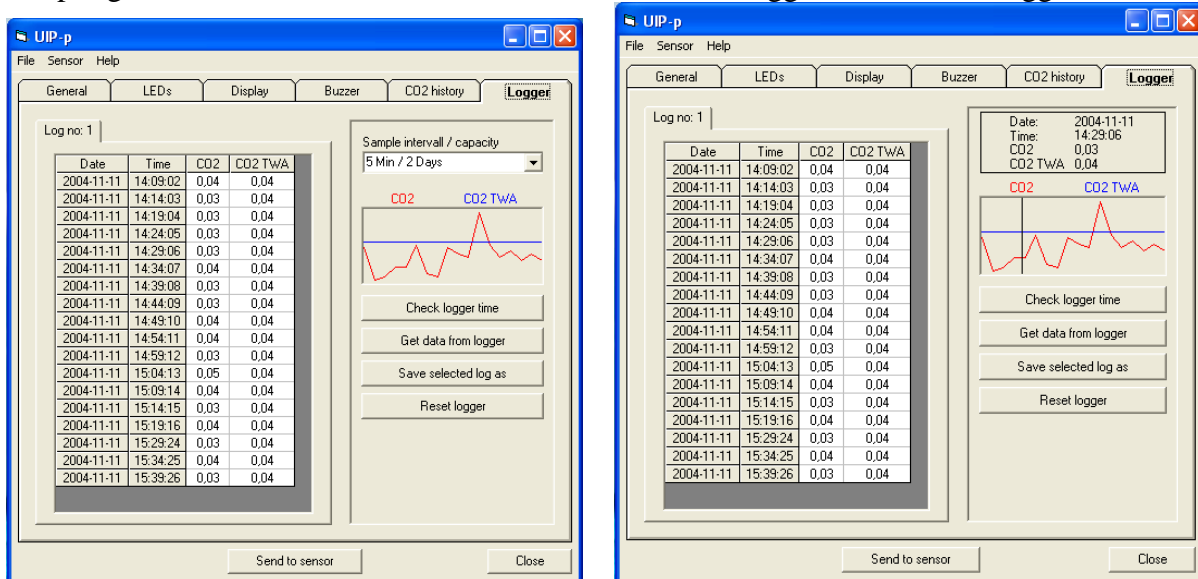 UIP-p
File Sensor Help
General LEDs Display Buzzer CO2 history Logger
Log no: 1
Date Time CO2 CO2 TWA
2004-11-11 14:09:02 0,04 0,04
2004-11-11 14:14:03 0,03 0,04
2004-11-11 14:19:04 0,03 0,04
2004-11-11 14:24:05 0,03 0,04
2004-11-11 14:29:06 0,03 0,04
2004-11-11 14:34:07 0,04 0,04
2004-11-11 14:39:08 0,03 0,04
2004-11-11 14:44:09 0,03 0,04
2004-11-11 14:49:10 0,04 0,04
2004-11-11 14:54:11 0,04 0,04
2004-11-11 14:59:12 0,03 0,04
2004-11-11 15:04:13 0,05 0,04
2004-11-11 15:09:14 0,04 0,04
2004-11-11 15:14:15 0,03 0,04
2004-11-11 15:19:16 0,04 0,04
2004-11-11 15:29:24 0,03 0,04
2004-11-11 15:34:25 0,04 0,04
2004-11-11 15:39:26 0,03 0,04
Sample intervall / capacity
5 Min / 2 Days
CO2 CO2 TWA
Check logger time
Get data from logger
Save selected log as
Reset logger
Send to sensor Close
UIP-p
File Sensor Help
General LEDs Display Buzzer CO2 history Logger
Log no: 1
Date Time CO2 CO2 TWA
2004-11-11 14:09:02 0,04 0,04
2004-11-11 14:14:03 0,03 0,04
2004-11-11 14:19:04 0,03 0,04
2004-11-11 14:24:05 0,03 0,04
2004-11-11 14:29:06 0,03 0,04
2004-11-11 14:34:07 0,04 0,04
2004-11-11 14:39:08 0,03 0,04
2004-11-11 14:44:09 0,03 0,04
2004-11-11 14:49:10 0,04 0,04
2004-11-11 14:54:11 0,04 0,04
2004-11-11 14:59:12 0,03 0,04
2004-11-11 15:04:13 0,05 0,04
2004-11-11 15:09:14 0,04 0,04
2004-11-11 15:14:15 0,03 0,04
2004-11-11 15:19:16 0,04 0,04
2004-11-11 15:29:24 0,03 0,04
2004-11-11 15:34:25 0,04 0,04
2004-11-11 15:39:26 0,03 0,04
Date: 2004-11-11
Time: 14:29:06
CO2 0,03
CO2 TWA 0,04
CO2 CO2 TWA
Check logger time
Get data from logger
Save selected log as
Reset logger
Send to sensor Close